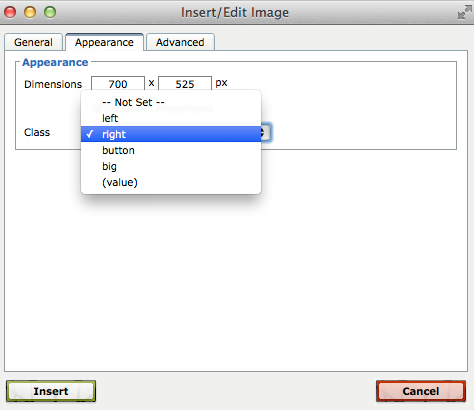 Insert/Edit Image
General Appearance Advanced
Appearance
Dimensions 700 x 525 px
-- Not Set --
left
Class ✓ right
button
big
(value)
Insert Cancel